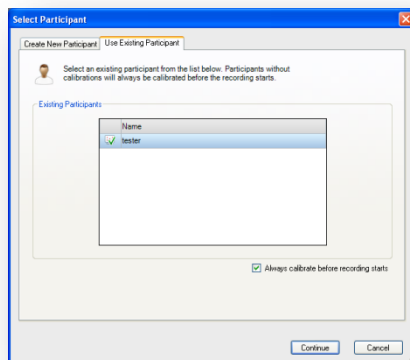 Select Participant
Create New Participant Use Existing Participant
Select an existing participant from the list below. Participants without
calibrations will always be calibrated before the recording starts.
Existing Participants
Name
tester
Always calibrate before recording starts
Continue Cancel